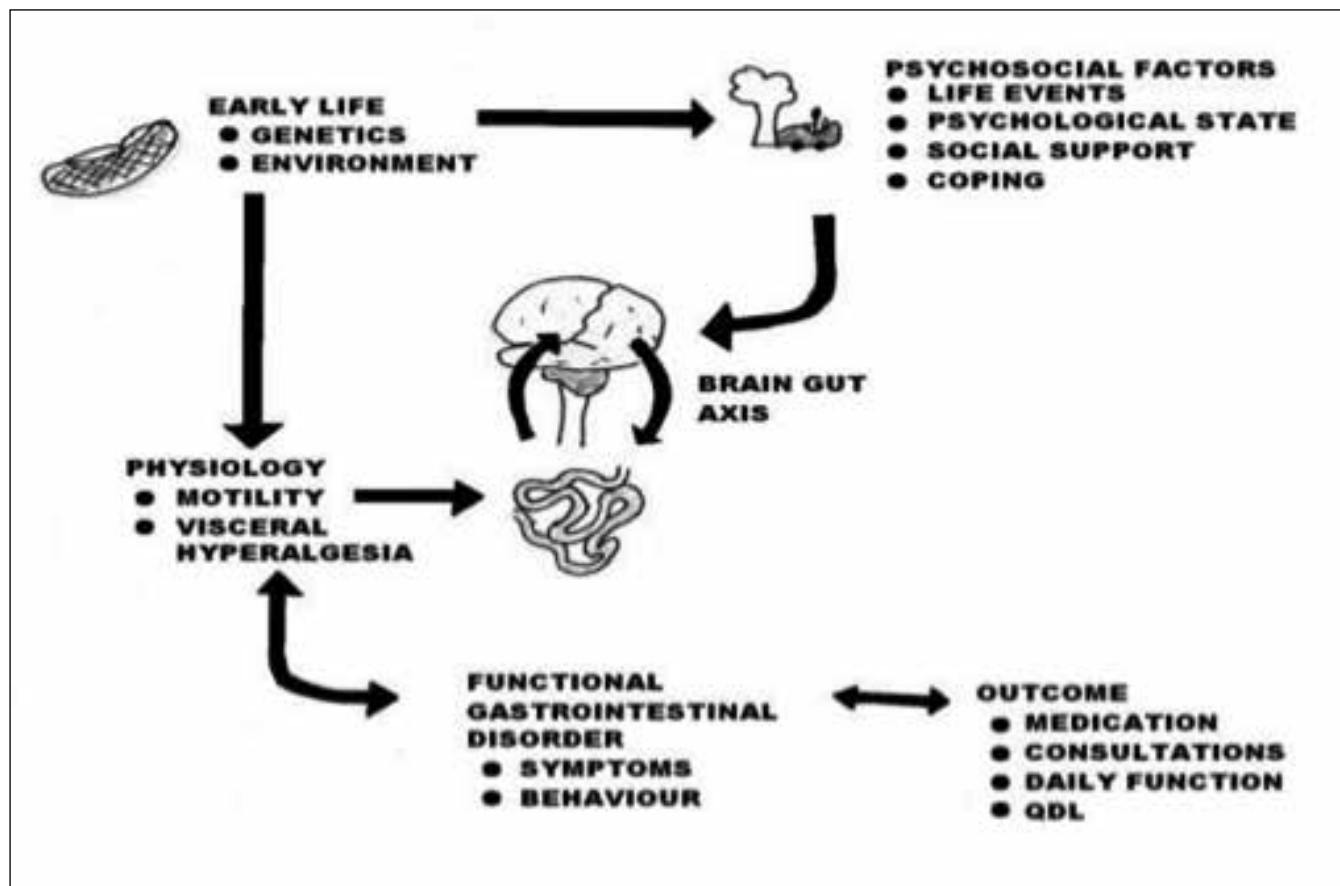 EARLY LIFE
● GENETICS
● ENVIRONMENT
PSYCHOSOCIAL FACTORS
● LIFE EVENTS
● PSYCHOLOGICAL STATE
● SOCIAL SUPPORT
● COPING
BRAIN GUT
AXIS
PHYSIOLOGY
● MOTILITY
● VISCERAL
HYPERALGESIA
FUNCTIONAL
GASTROINTESTINAL
DISORDER
● SYMPTOMS
● BEHAVIOUR
OUTCOME
● MEDICATION
● CONSULTATIONS
● DAILY FUNCTION
● QDL